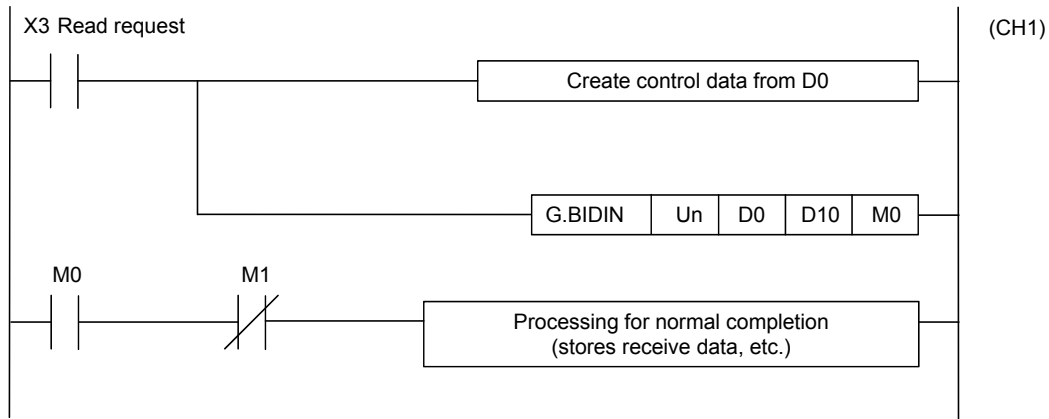 X3 Read request
(CH1)
Create control data from D0
G.BIDIN Un D0 D10 M0
M0 M1
Processing for normal completion
(stores receive data, etc.)